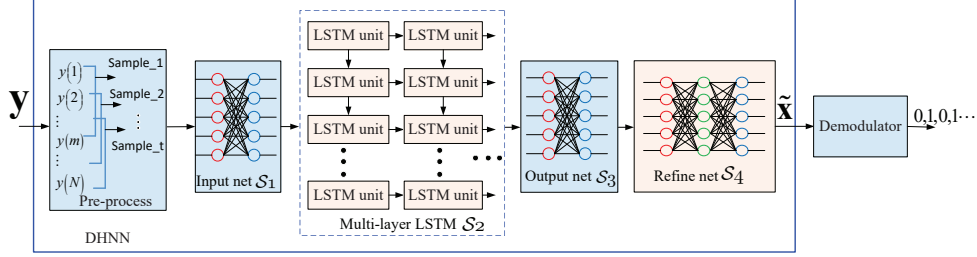 y
y(1)
y(2)
⋮
y(m)
⋮
y(N)
Sample_1
Sample_2
⋮
Sample_t
Pre-process
DHNN
Input net S₁
LSTM unit LSTM unit
LSTM unit LSTM unit
LSTM unit LSTM unit
LSTM unit LSTM unit
Multi-layer LSTM S₂
Output net S₃
Refine net S₄
x̃
Demodulator
0,1,0,1⋯